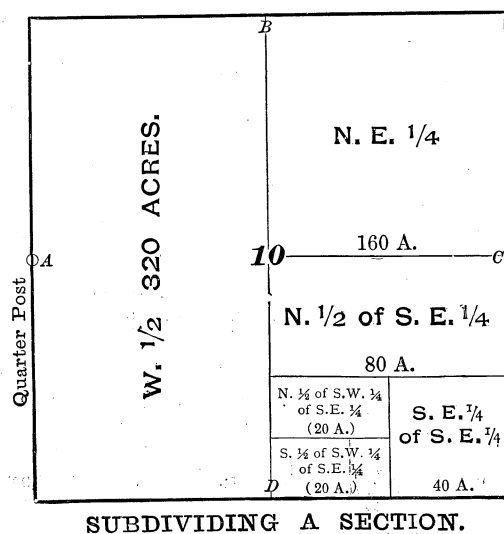 B
N. E. 1/4
W. 1/2 320 ACRES.
160 A.
A
10
C
Quarter Post
N. 1/2 of S. E. 1/4
80 A.
N. ½ of S.W. ¼
of S.E. ¼
(20 A.)
S. E. 1/4
of S. E. 1/4
S. ½ of S.W. ¼
of S.E. ¼
(20 A.)
40 A.
D
SUBDIVIDING A SECTION.